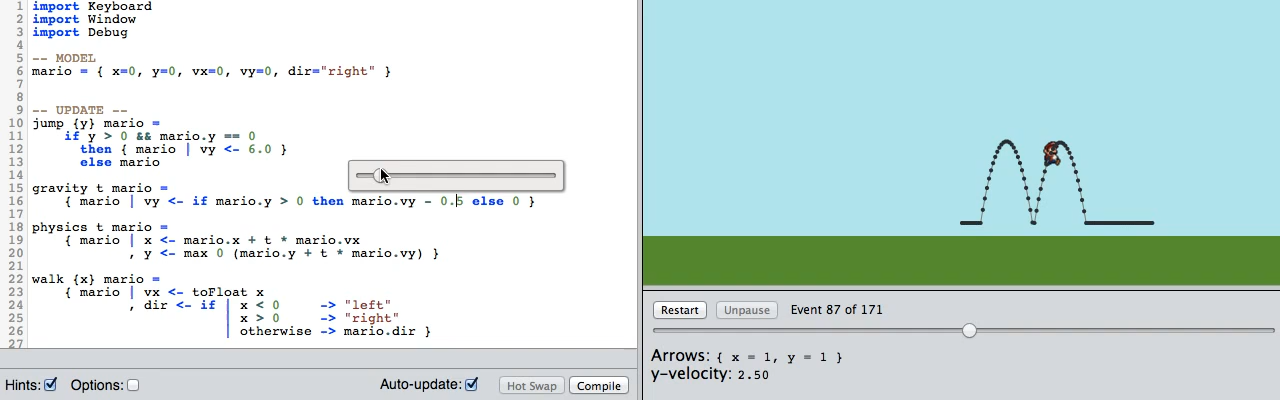 1 import Keyboard
2 import Window
3 import Debug
4
5 -- MODEL
6 mario = { x=0, y=0, vx=0, vy=0, dir="right" }
7
8
9 -- UPDATE --
10 jump {y} mario =
11     if y > 0 && mario.y == 0
12       then { mario | vy <- 6.0 }
13       else mario
14
15 gravity t mario =
16     { mario | vy <- if mario.y > 0 then mario.vy - 0.5 else 0 }
17
18 physics t mario =
19     { mario | x <- mario.x + t * mario.vx
20             , y <- max 0 (mario.y + t * mario.vy) }
21
22 walk {x} mario =
23     { mario | vx <- toFloat x
24             , dir <- if | x < 0     -> "left"
25                         | x > 0     -> "right"
26                         | otherwise -> mario.dir }
27
Hints: Options: Auto-update: Hot Swap Compile
Restart Unpause Event 87 of 171
Arrows: { x = 1, y = 1 }
y-velocity: 2.50